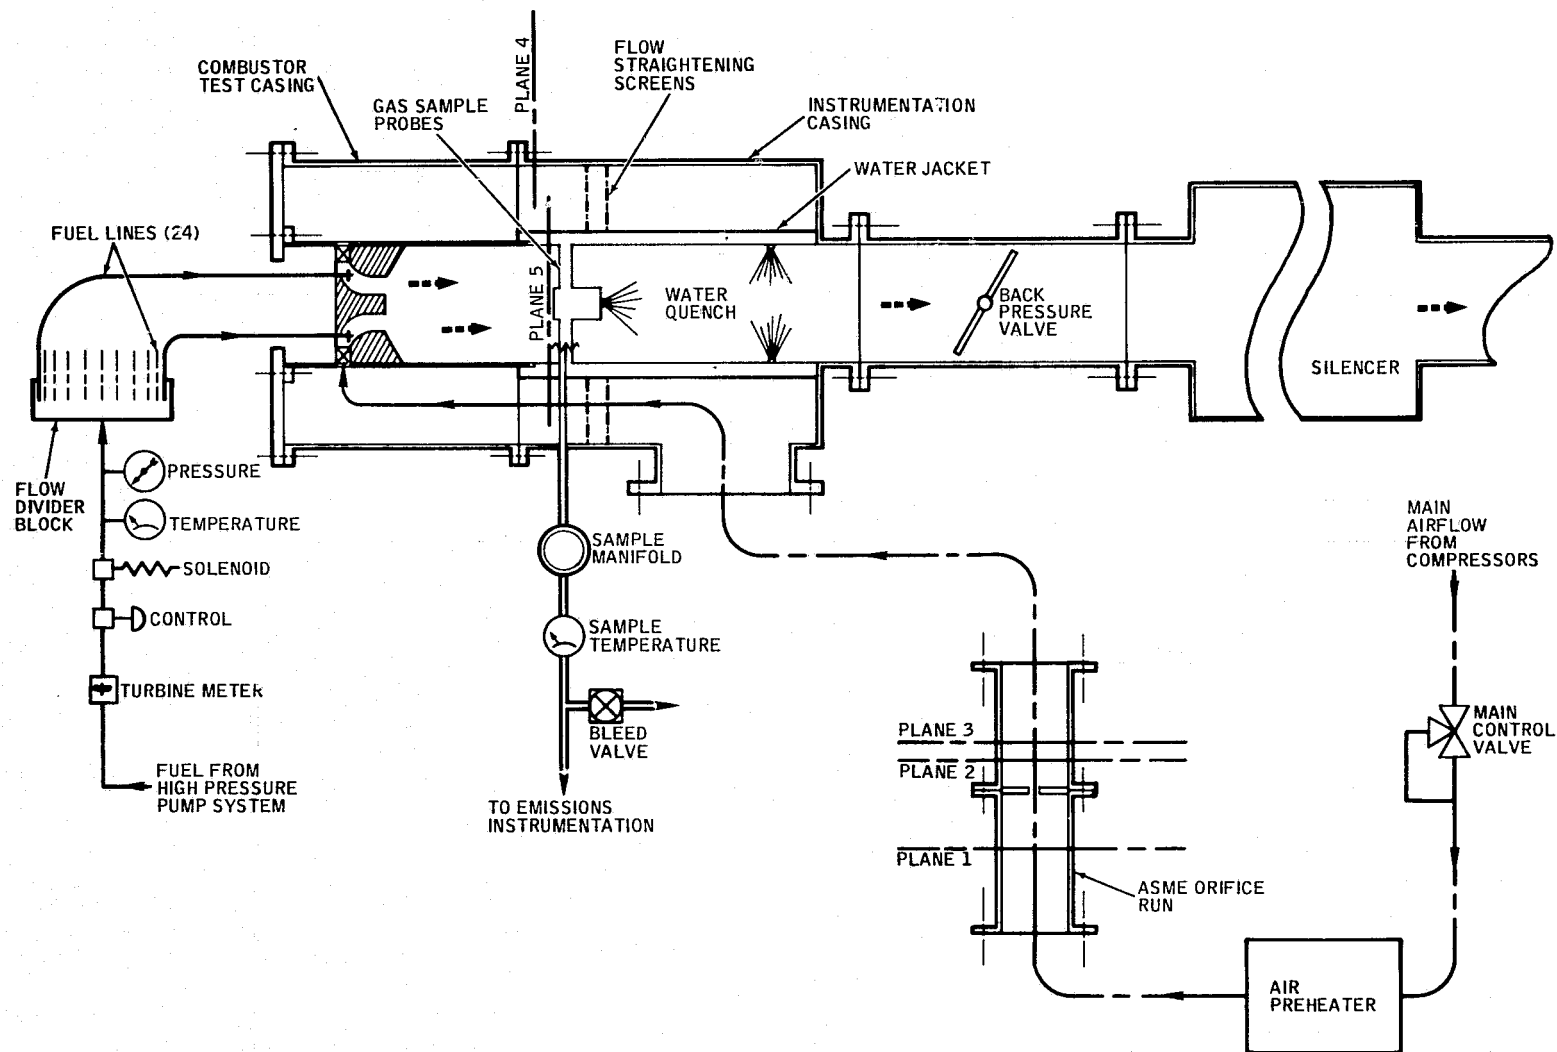 PLANE 4
FLOW
STRAIGHTENING
SCREENS
COMBUSTOR
TEST CASING
GAS SAMPLE
PROBES
INSTRUMENTATION
CASING
WATER JACKET
FUEL LINES (24)
PLANE 5
WATER
QUENCH
BACK
PRESSURE
VALVE
SILENCER
PRESSURE
FLOW
DIVIDER
BLOCK
TEMPERATURE
SOLENOID
CONTROL
TURBINE METER
FUEL FROM
HIGH PRESSURE
PUMP SYSTEM
SAMPLE
MANIFOLD
SAMPLE
TEMPERATURE
BLEED
VALVE
TO EMISSIONS
INSTRUMENTATION
MAIN
AIRFLOW
FROM
COMPRESSORS
MAIN
CONTROL
VALVE
PLANE 3
PLANE 2
PLANE 1
ASME ORIFICE
RUN
AIR
PREHEATER